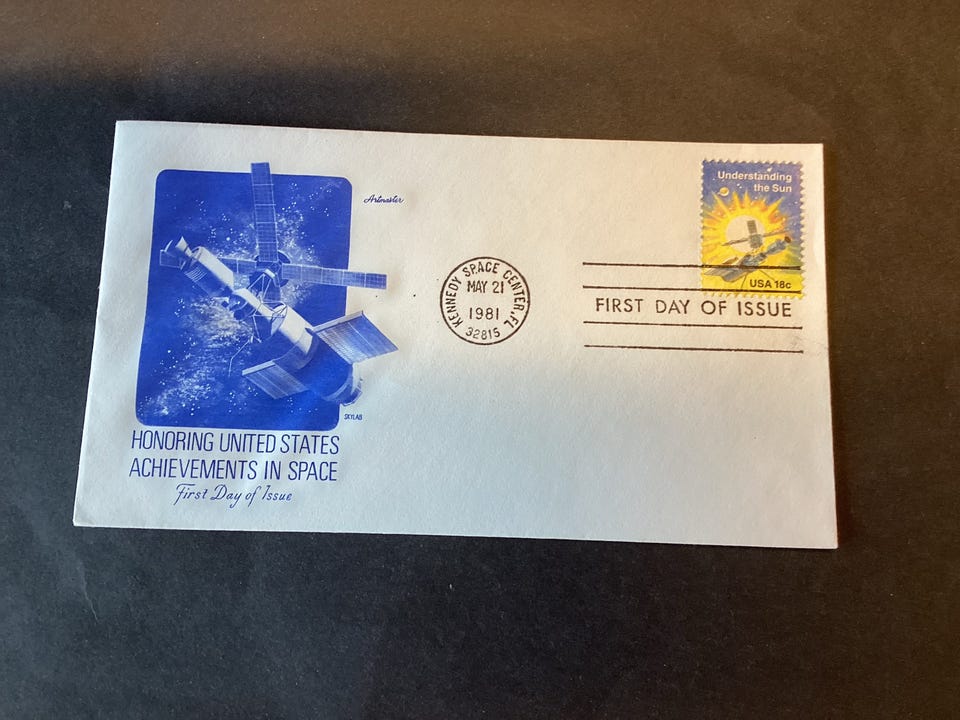 Artmaster
SKYLAB
HONORING UNITED STATES
ACHIEVEMENTS IN SPACE
First Day of Issue
KENNEDY SPACE CENTER, FL
MAY 21
1981
32815
Understanding
the Sun
USA 18c
FIRST DAY OF ISSUE